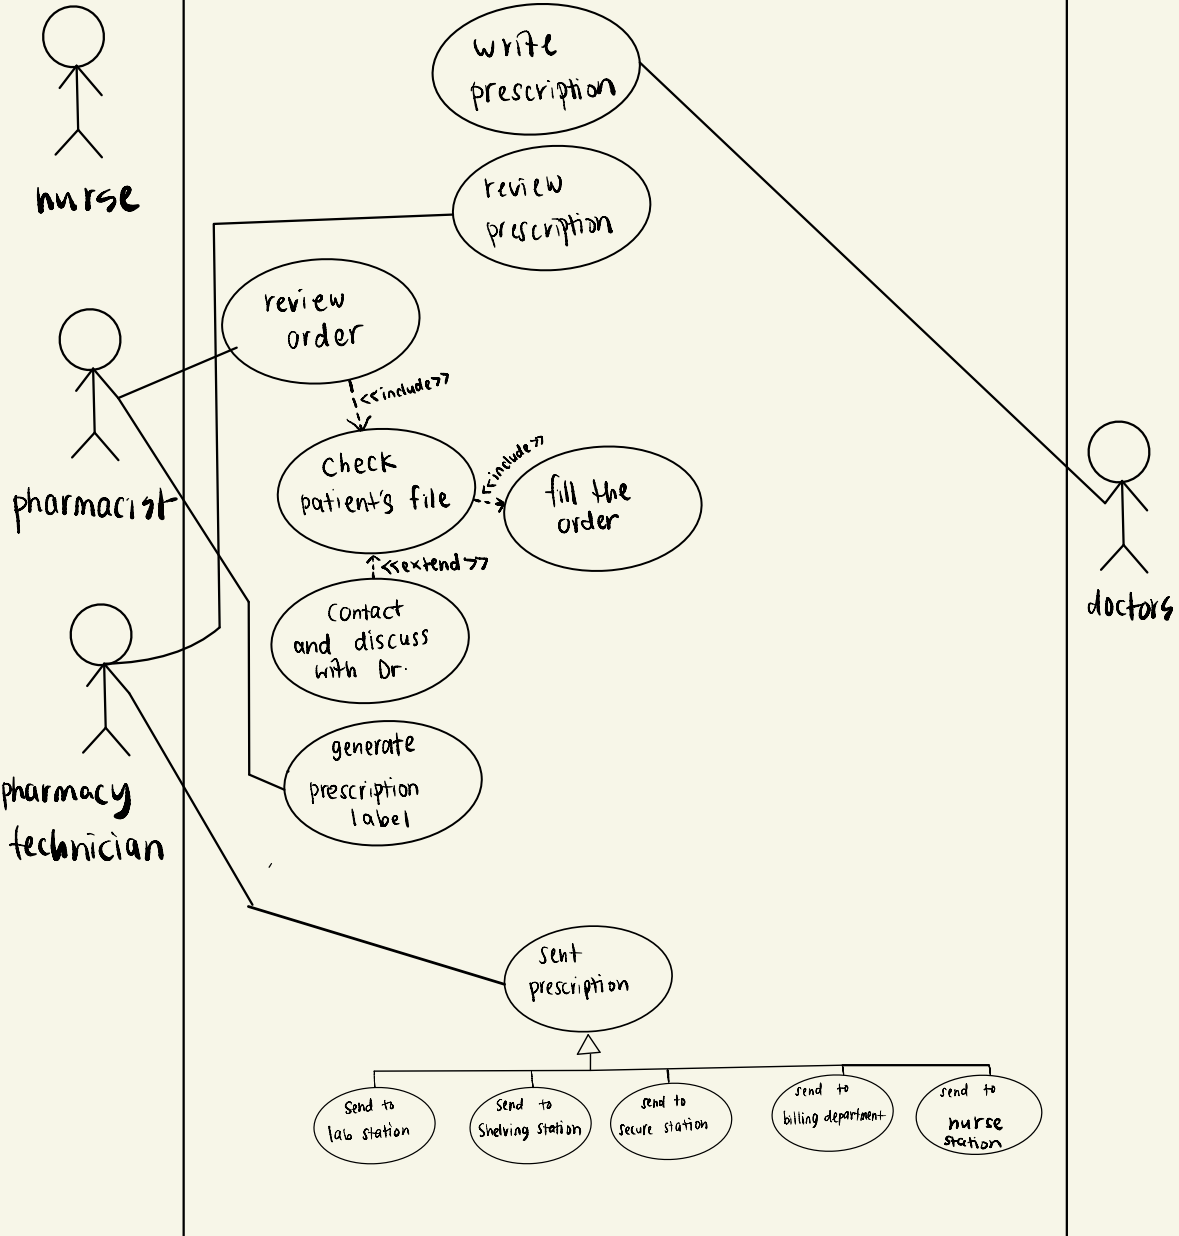 write
prescription
nurse
review
prescription
review
order
<<include>>
pharmacist
check
patient's file
<<include>>
fill the
order
<<extend>>
doctors
contact
and discuss
with Dr.
pharmacy
technician
generate
prescription
label
sent
prescription
Send to
lab station
Send to
Shelving station
send to
secure station
send to
billing department
send to
nurse
station